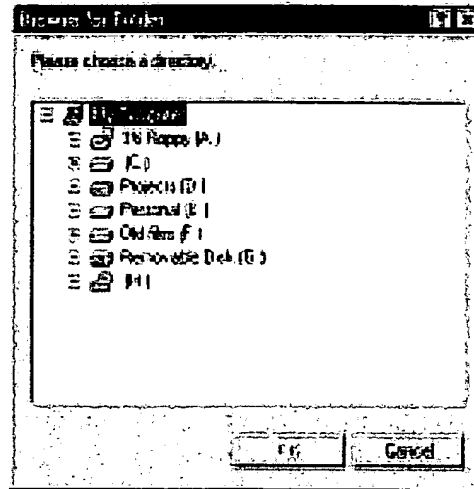 Browse for Folder
Please choose a directory.
My Computer
3½ Floppy (A:)
(C:)
Projects (D:)
Personal (E:)
Old files (F:)
Removable Disk (G:)
(H:)
OK
Cancel